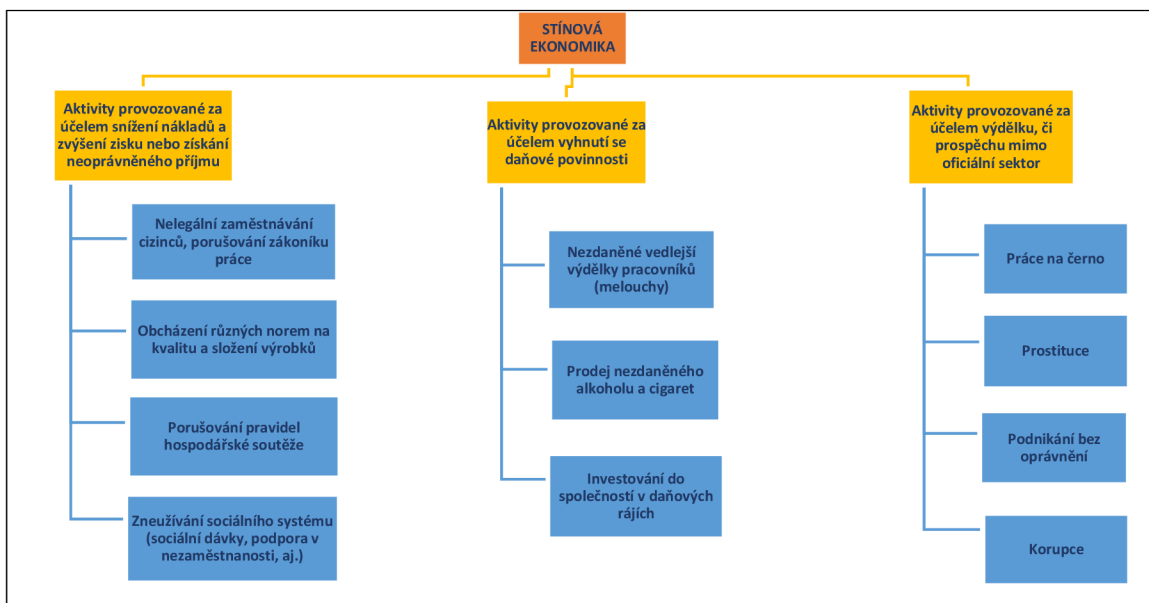 STÍNOVÁ
EKONOMIKA
Aktivity provozované za
účelem snížení nákladů a
zvýšení zisku nebo získání
neoprávněného příjmu
Nelegální zaměstnávání
cizinců, porušování zákoníku
práce
Obcházení různých norem na
kvalitu a složení výrobků
Porušování pravidel
hospodářské soutěže
Zneužívání sociálního systému
(sociální dávky, podpora v
nezaměstnanosti, aj.)
Aktivity provozované za
účelem vyhnutí se
daňové povinnosti
Nezdaněné vedlejší
výdělky pracovníků
(melouchy)
Prodej nezdaněného
alkoholu a cigaret
Investování do
společností v daňových
rájích
Aktivity provozované za
účelem výdělku, či
prospěchu mimo
oficiální sektor
Práce na černo
Prostituce
Podnikání bez
oprávnění
Korupce